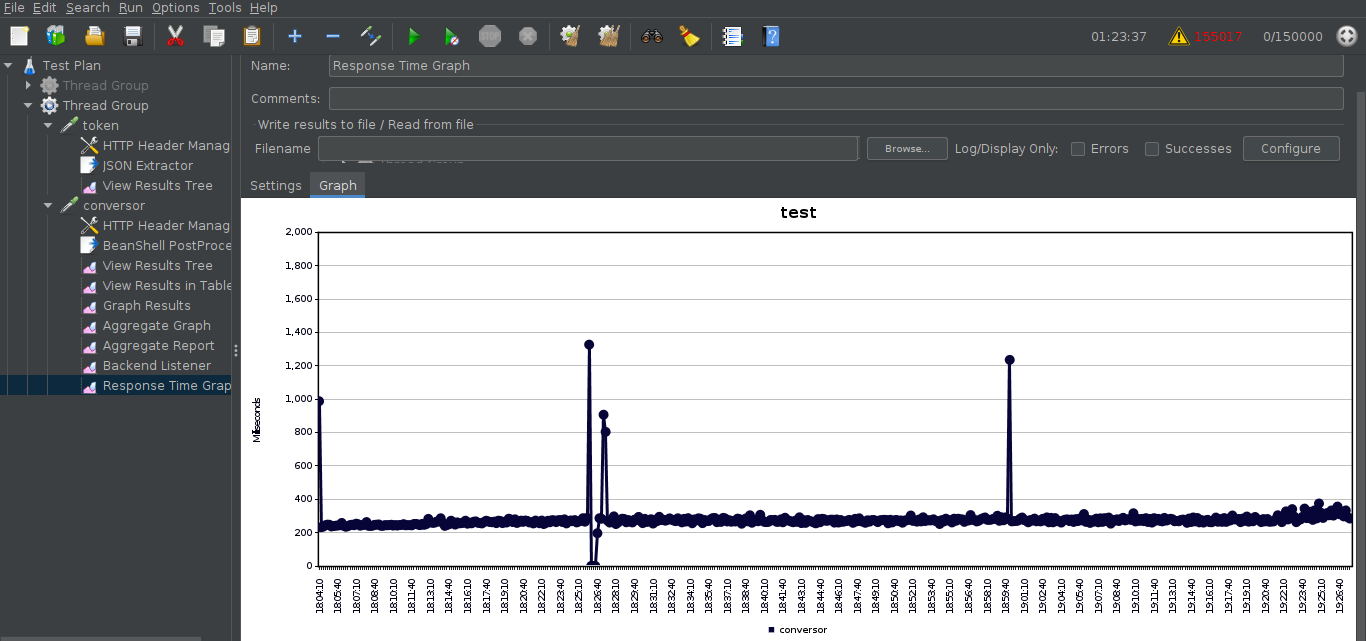 File Edit Search Run Options Tools Help
STOP
01:23:37 155017 0/150000
Test Plan
Thread Group
Thread Group
token
HTTP Header Manag
JSON Extractor
View Results Tree
conversor
HTTP Header Manag
BeanShell PostProce
View Results Tree
View Results in Table
Graph Results
Aggregate Graph
Aggregate Report
Backend Listener
Response Time Grap
Name: Response Time Graph
Comments:
Write results to file / Read from file
Filename Browse... Log/Display Only: Errors Successes Configure
Settings Graph
test
Milliseconds
2,000
1,800
1,600
1,400
1,200
1,000
800
600
400
200
0
18:04:10 18:05:40 18:07:10 18:08:40 18:10:10 18:11:40 18:13:10 18:14:40 18:16:10 18:17:40 18:19:10 18:20:40 18:22:10 18:23:40 18:25:10 18:26:40 18:28:10 18:29:40 18:31:10 18:32:40 18:34:10 18:35:40 18:37:10 18:38:40 18:40:10 18:41:40 18:43:10 18:44:40 18:46:10 18:47:40 18:49:10 18:50:40 18:52:10 18:53:40 18:55:10 18:56:40 18:58:10 18:59:40 19:01:10 19:02:40 19:04:10 19:05:40 19:07:10 19:08:40 19:10:10 19:11:40 19:13:10 19:14:40 19:16:10 19:17:40 19:19:10 19:20:40 19:22:10 19:23:40 19:25:10 19:26:40
conversor